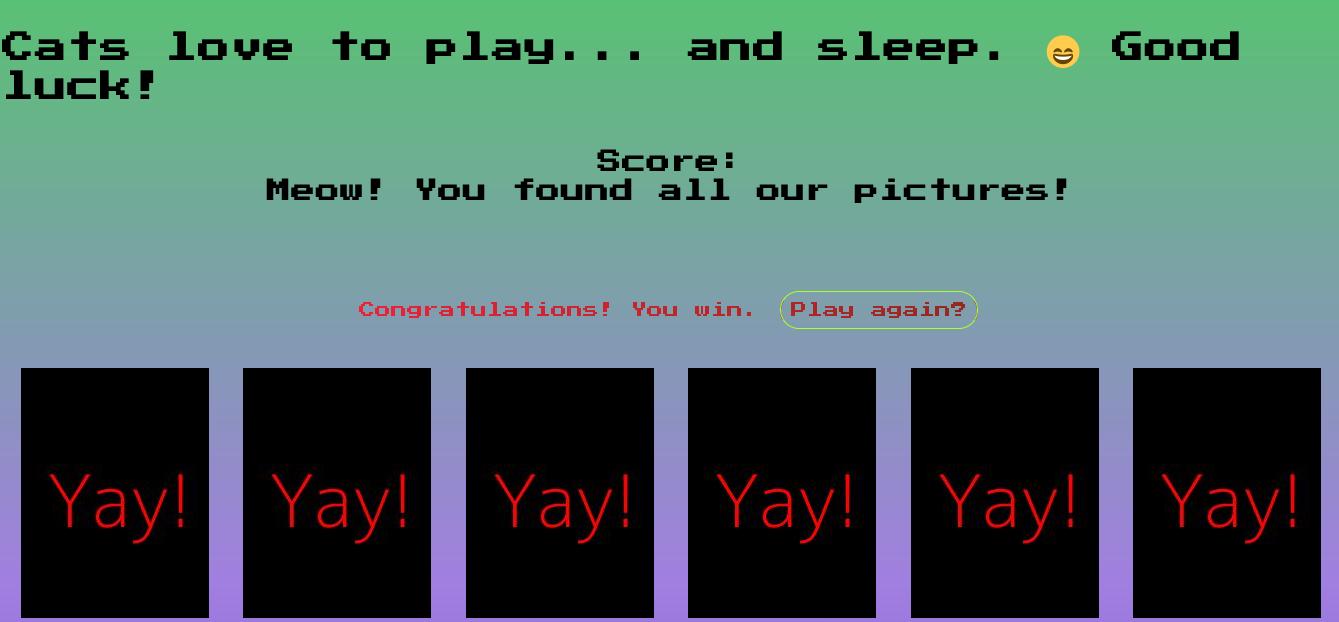 Cats love to play... and sleep. 😄 Good
luck!
Score:
Meow! You found all our pictures!
Congratulations! You win. Play again?
Yay! Yay! Yay! Yay! Yay! Yay!